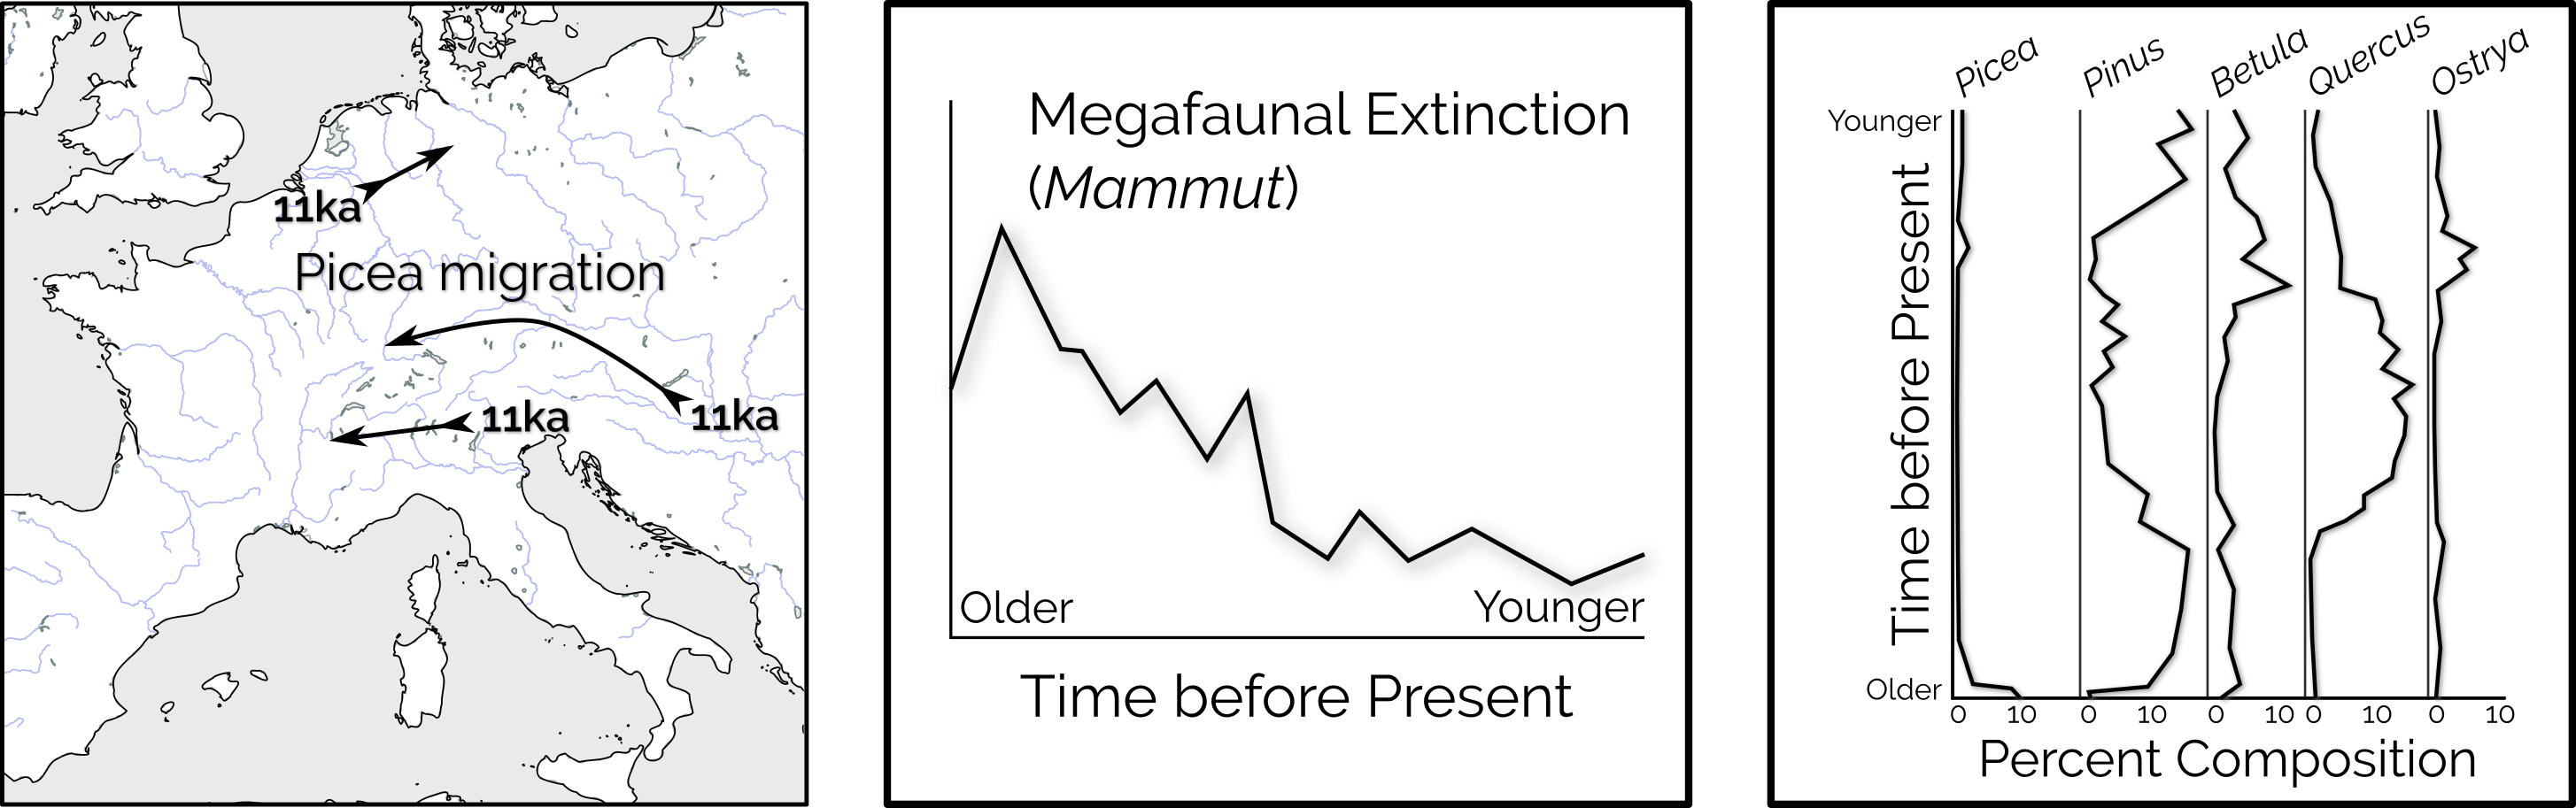 11ka
Picea migration
11ka
11ka
Megafaunal Extinction
(Mammut)
Older
Younger
Time before Present
Picea
Pinus
Betula
Quercus
Ostrya
Younger
Time before Present
Older
0 10 0 10 0 10 0 10 0 10
Percent Composition